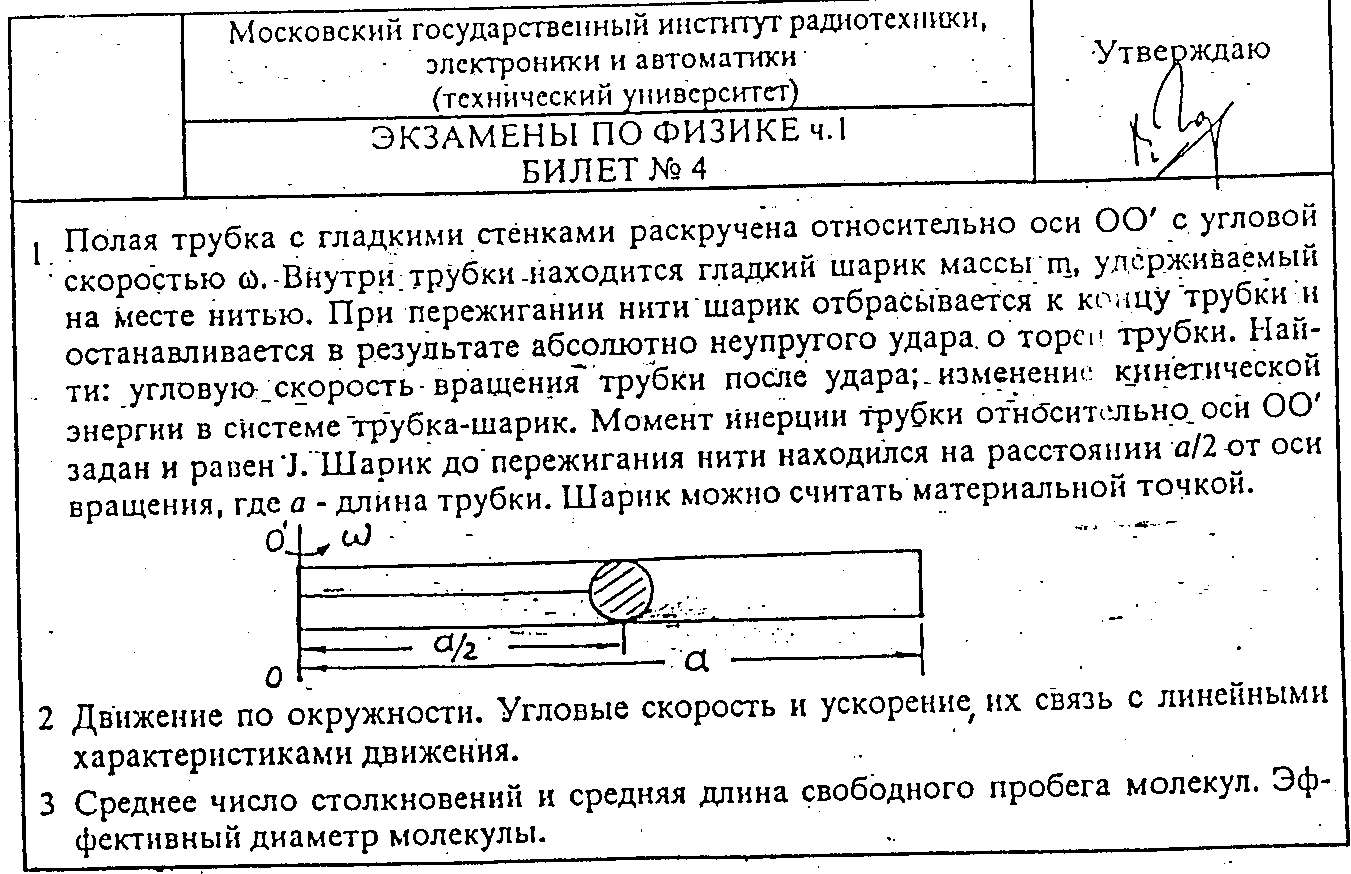 Московский государственный институт радиотехники,
электроники и автоматики
(технический университет)
Утверждаю
ЭКЗАМЕНЫ ПО ФИЗИКЕ ч.1
БИЛЕТ № 4
1. Полая трубка с гладкими стенками раскручена относительно оси OO′ с угловой
скоростью ω. Внутри трубки находится гладкий шарик массы m, удерживаемый
на месте нитью. При пережигании нити шарик отбрасывается к концу трубки и
останавливается в результате абсолютно неупругого удара о торец трубки. Най-
ти: угловую скорость вращения трубки после удара; изменение кинетической
энергии в системе трубка-шарик. Момент инерции трубки относительно оси OO′
задан и равен J. Шарик до пережигания нити находился на расстоянии a/2 от оси
вращения, где a - длина трубки. Шарик можно считать материальной точкой.
O′ ω
a/2
a
O
2 Движение по окружности. Угловые скорость и ускорение, их связь с линейными
характеристиками движения.
3 Среднее число столкновений и средняя длина свободного пробега молекул. Эф-
фективный диаметр молекулы.